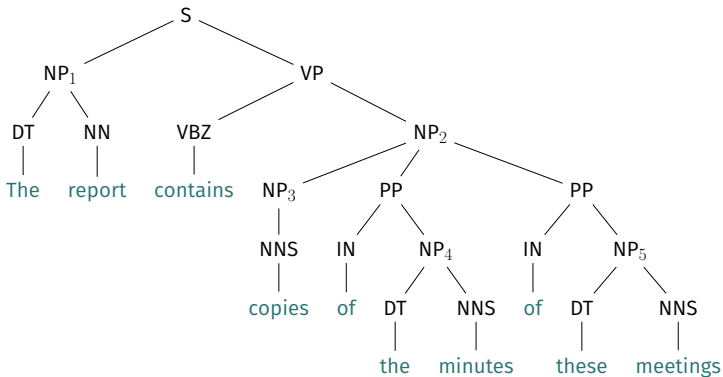 S
NP1 VP
DT NN VBZ NP2
The report contains NP3 PP PP
NNS IN NP4 IN NP5
copies of DT NNS of DT NNS
the minutes these meetings